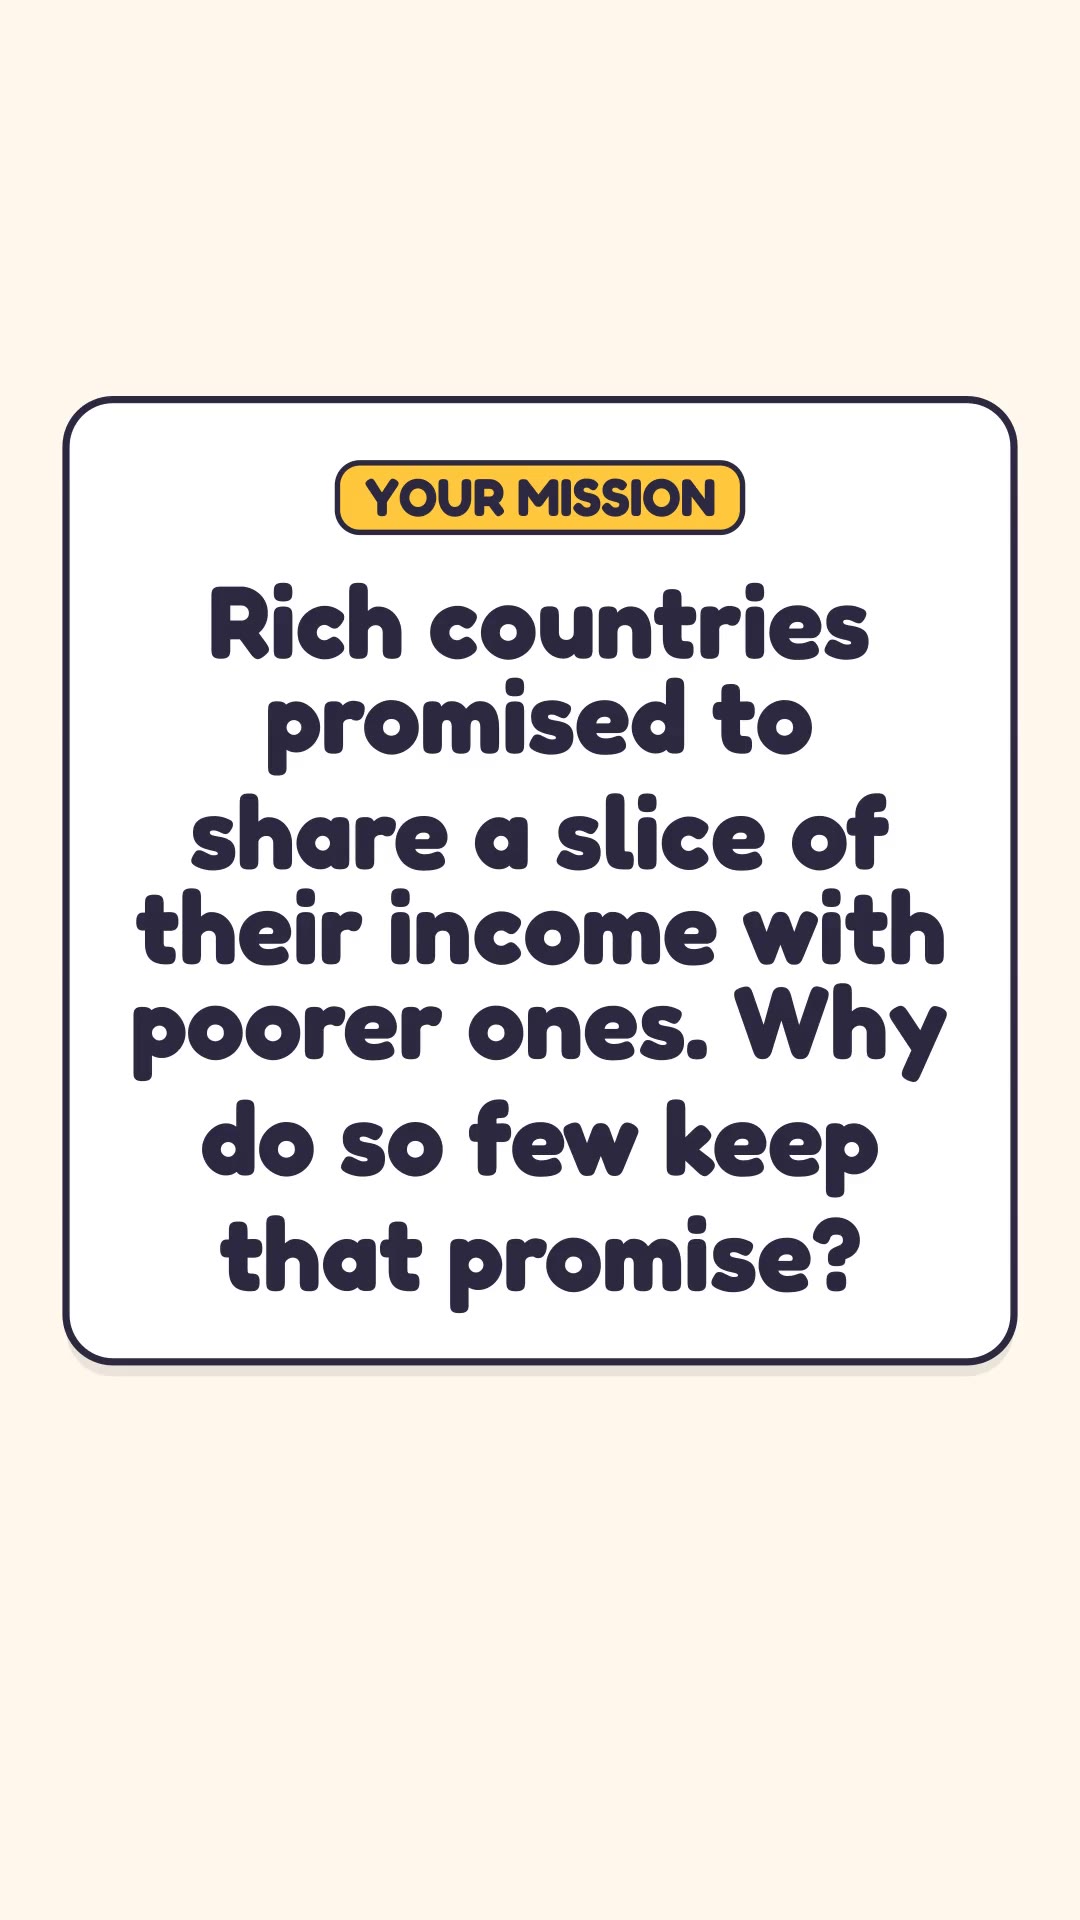 YOUR MISSION
Rich countries
promised to
share a slice of
their income with
poorer ones. Why
do so few keep
that promise?